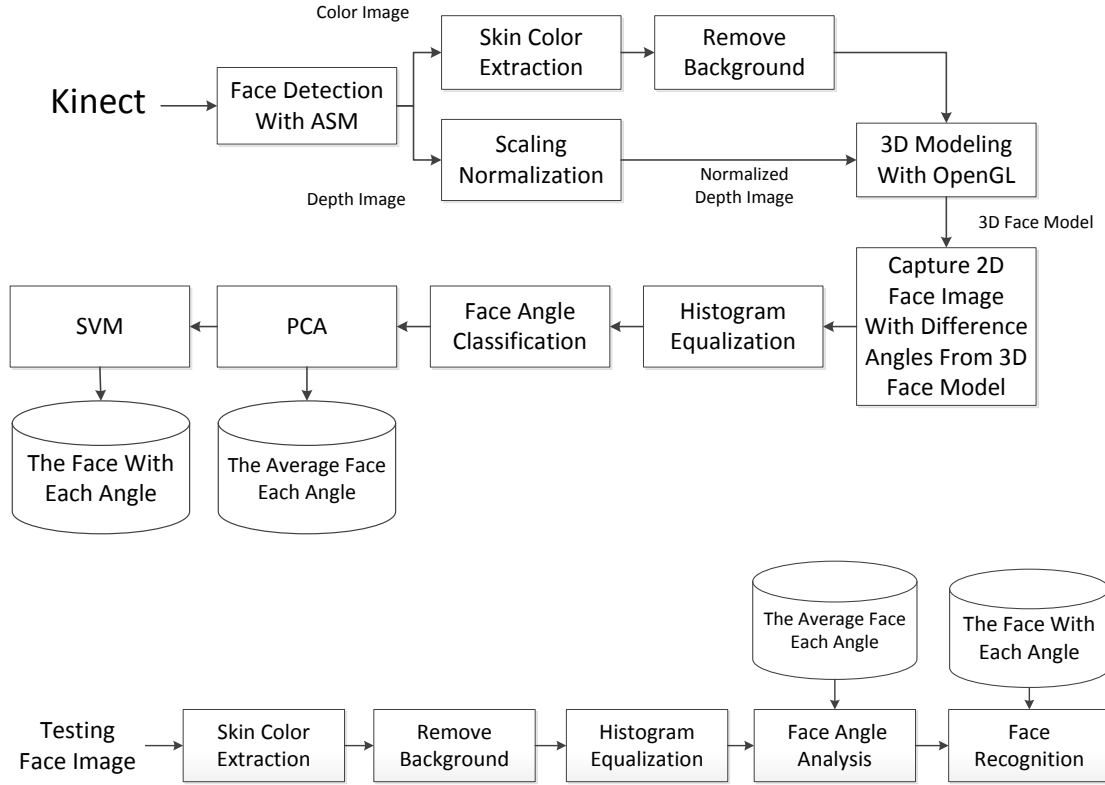 Color Image
Kinect
Face Detection
With ASM
Skin Color
Extraction
Remove
Background
Depth Image
Scaling
Normalization
Normalized
Depth Image
3D Modeling
With OpenGL
3D Face Model
Capture 2D
Face Image
With Difference
Angles From 3D
Face Model
Histogram
Equalization
Face Angle
Classification
PCA
SVM
The Face With
Each Angle
The Average Face
Each Angle
The Average Face
Each Angle
The Face With
Each Angle
Testing
Face Image
Skin Color
Extraction
Remove
Background
Histogram
Equalization
Face Angle
Analysis
Face
Recognition